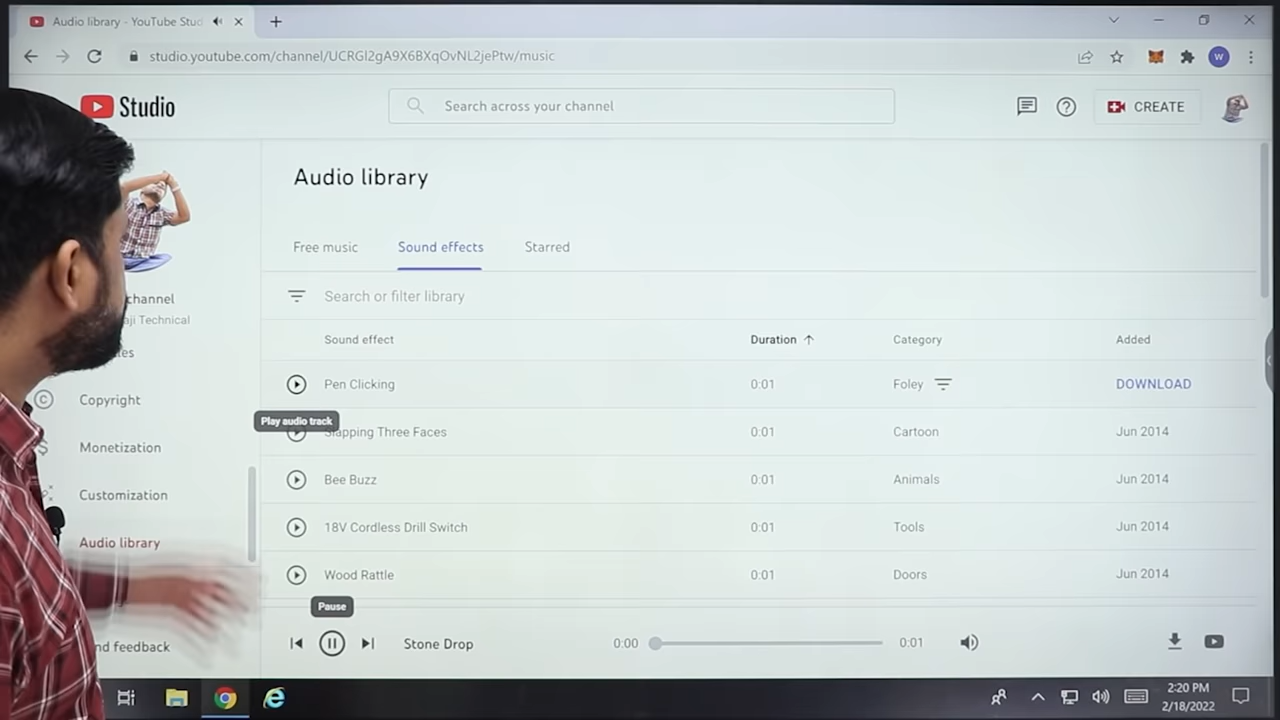 Audio library - YouTube Stud
studio.youtube.com/channel/UCRGl2gA9X6BXqOvNL2jePtw/music
W
Studio
Search across your channel
CREATE
Audio library
Free music
Sound effects
Starred
channel
Technical
Search or filter library
Sound effect
Duration
Category
Added
Pen Clicking
0:01
Foley
DOWNLOAD
Copyright
Play audio track
Slapping Three Faces
0:01
Cartoon
Jun 2014
Monetization
Bee Buzz
0:01
Animals
Jun 2014
Customization
18V Cordless Drill Switch
0:01
Tools
Jun 2014
Audio library
Wood Rattle
0:01
Doors
Jun 2014
Pause
nd feedback
Stone Drop
0:00
0:01
2:20 PM
2/18/2022